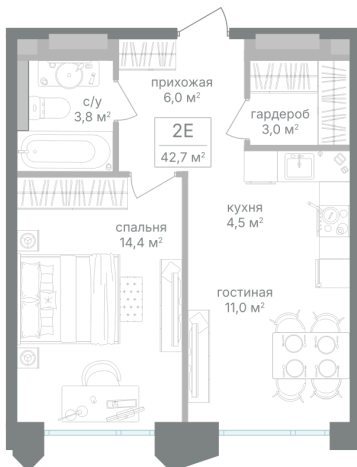 прихожая
6,0 м²
с/у
3,8 м²
гардероб
3,0 м²
2Е
42,7 м²
кухня
4,5 м²
спальня
14,4 м²
гостиная
11,0 м²